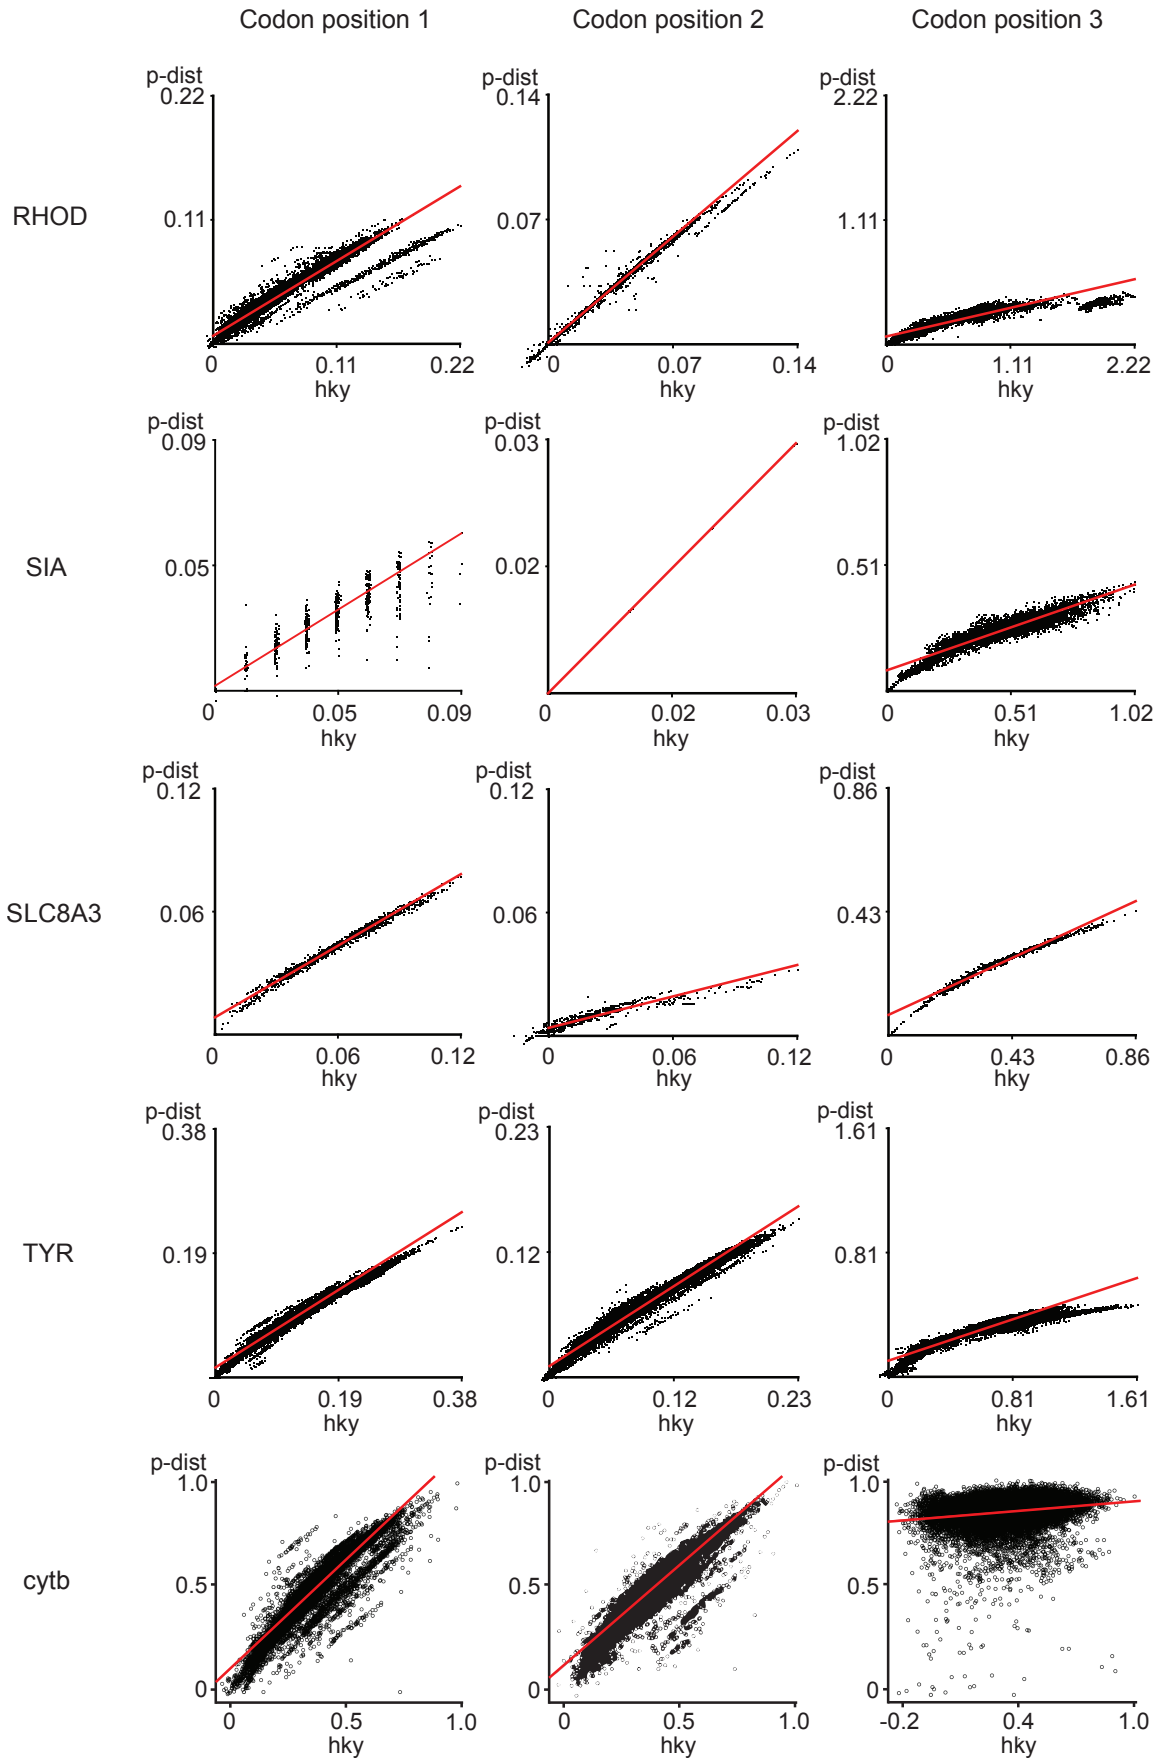 Codon position 1 Codon position 2 Codon position 3
p-dist p-dist p-dist
0.22 0.14 2.22
RHOD
0.11 0.07 1.11
0 0.11 0.22 0 0.07 0.14 0 1.11 2.22
hky hky hky
p-dist p-dist p-dist
0.09 0.03 1.02
SIA
0.05 0.02 0.51
0 0.05 0.09 0 0.02 0.03 0 0.51 1.02
hky hky hky
p-dist p-dist p-dist
0.12 0.12 0.86
SLC8A3
0.06 0.06 0.43
0 0.06 0.12 0 0.06 0.12 0 0.43 0.86
hky hky hky
p-dist p-dist p-dist
0.38 0.23 1.61
TYR
0.19 0.12 0.81
0 0.19 0.38 0 0.12 0.23 0 0.81 1.61
hky hky hky
p-dist p-dist p-dist
1.0 1.0 1.0
cytb
0.5 0.5 0.5
0 0 0
0 0.5 1.0 0 0.5 1.0 -0.2 0.4 1.0
hky hky hky